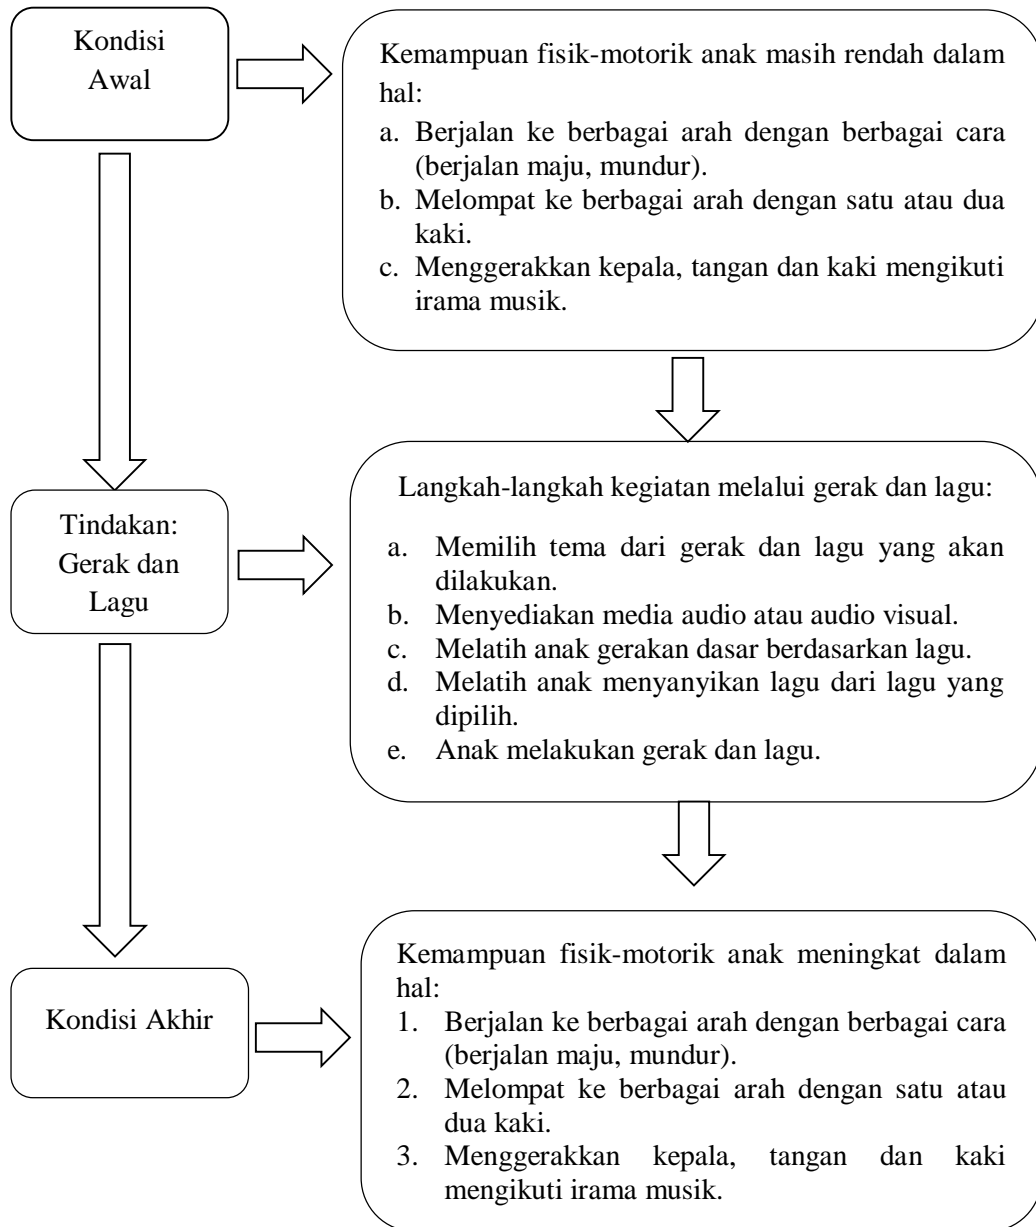 Kondisi
Awal
Kemampuan fisik-motorik anak masih rendah dalam
hal:
a. Berjalan ke berbagai arah dengan berbagai cara
(berjalan maju, mundur).
b. Melompat ke berbagai arah dengan satu atau dua
kaki.
c. Menggerakkan kepala, tangan dan kaki mengikuti
irama musik.
Tindakan:
Gerak dan
Lagu
Langkah-langkah kegiatan melalui gerak dan lagu:
a. Memilih tema dari gerak dan lagu yang akan
dilakukan.
b. Menyediakan media audio atau audio visual.
c. Melatih anak gerakan dasar berdasarkan lagu.
d. Melatih anak menyanyikan lagu dari lagu yang
dipilih.
e. Anak melakukan gerak dan lagu.
Kondisi Akhir
Kemampuan fisik-motorik anak meningkat dalam
hal:
1. Berjalan ke berbagai arah dengan berbagai cara
(berjalan maju, mundur).
2. Melompat ke berbagai arah dengan satu atau
dua kaki.
3. Menggerakkan kepala, tangan dan kaki
mengikuti irama musik.